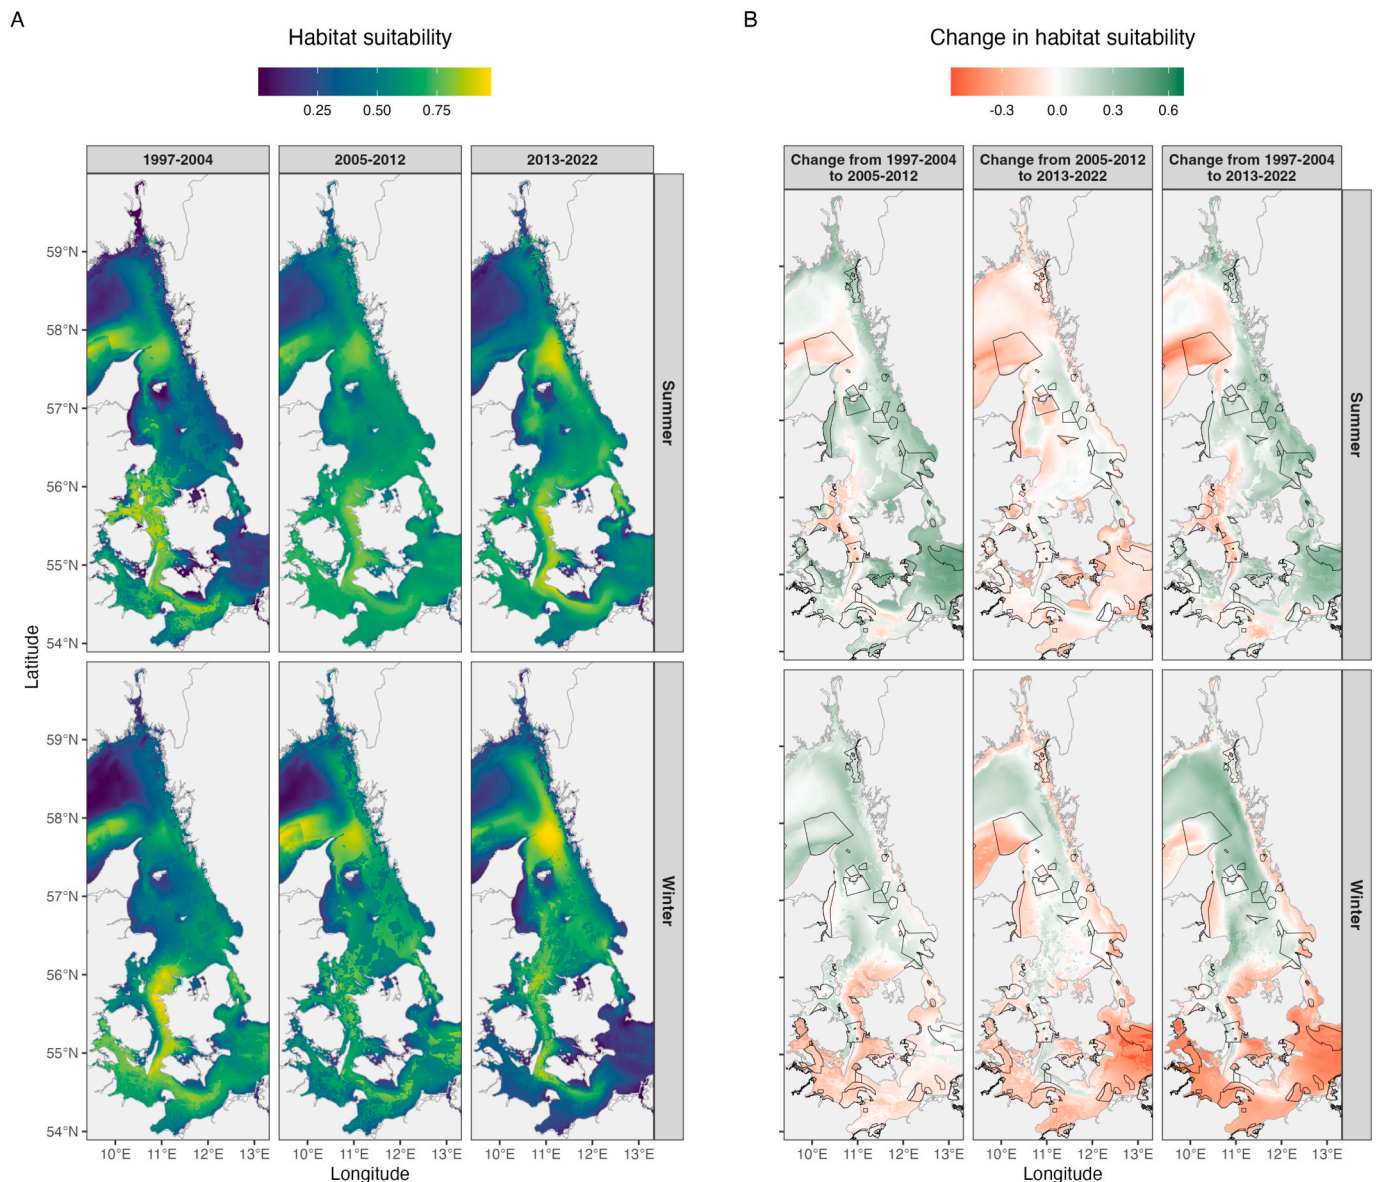 A
B
Habitat suitability
Change in habitat suitability
0.25 0.50 0.75
-0.3 0.0 0.3 0.6
1997-2004 2005-2012 2013-2022
Change from 1997-2004 to 2005-2012
Change from 2005-2012 to 2013-2022
Change from 1997-2004 to 2013-2022
59°N
58°N
57°N
56°N
55°N
54°N
Summer
Summer
Latitude
59°N
58°N
57°N
56°N
55°N
54°N
Winter
Winter
10°E 11°E 12°E 13°E 10°E 11°E 12°E 13°E 10°E 11°E 12°E 13°E
10°E 11°E 12°E 13°E 10°E 11°E 12°E 13°E 10°E 11°E 12°E 13°E
Longitude
Longitude